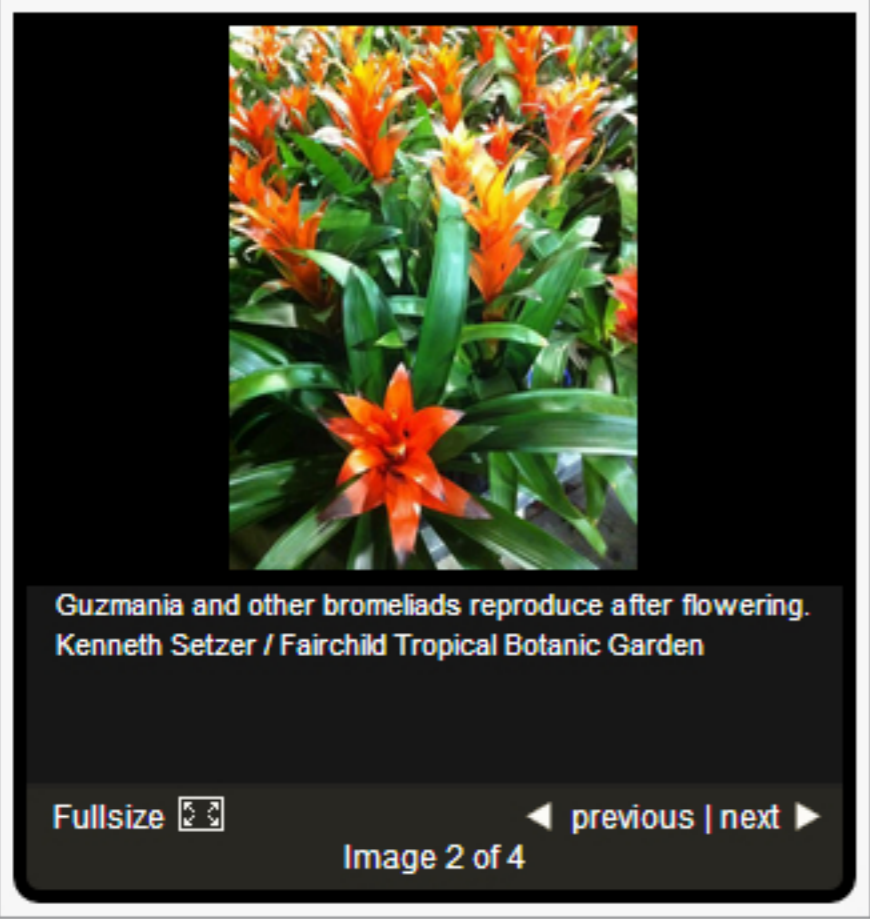 Guzmania and other bromeliads reproduce after flowering.
Kenneth Setzer / Fairchild Tropical Botanic Garden
Fullsize
previous | next
Image 2 of 4